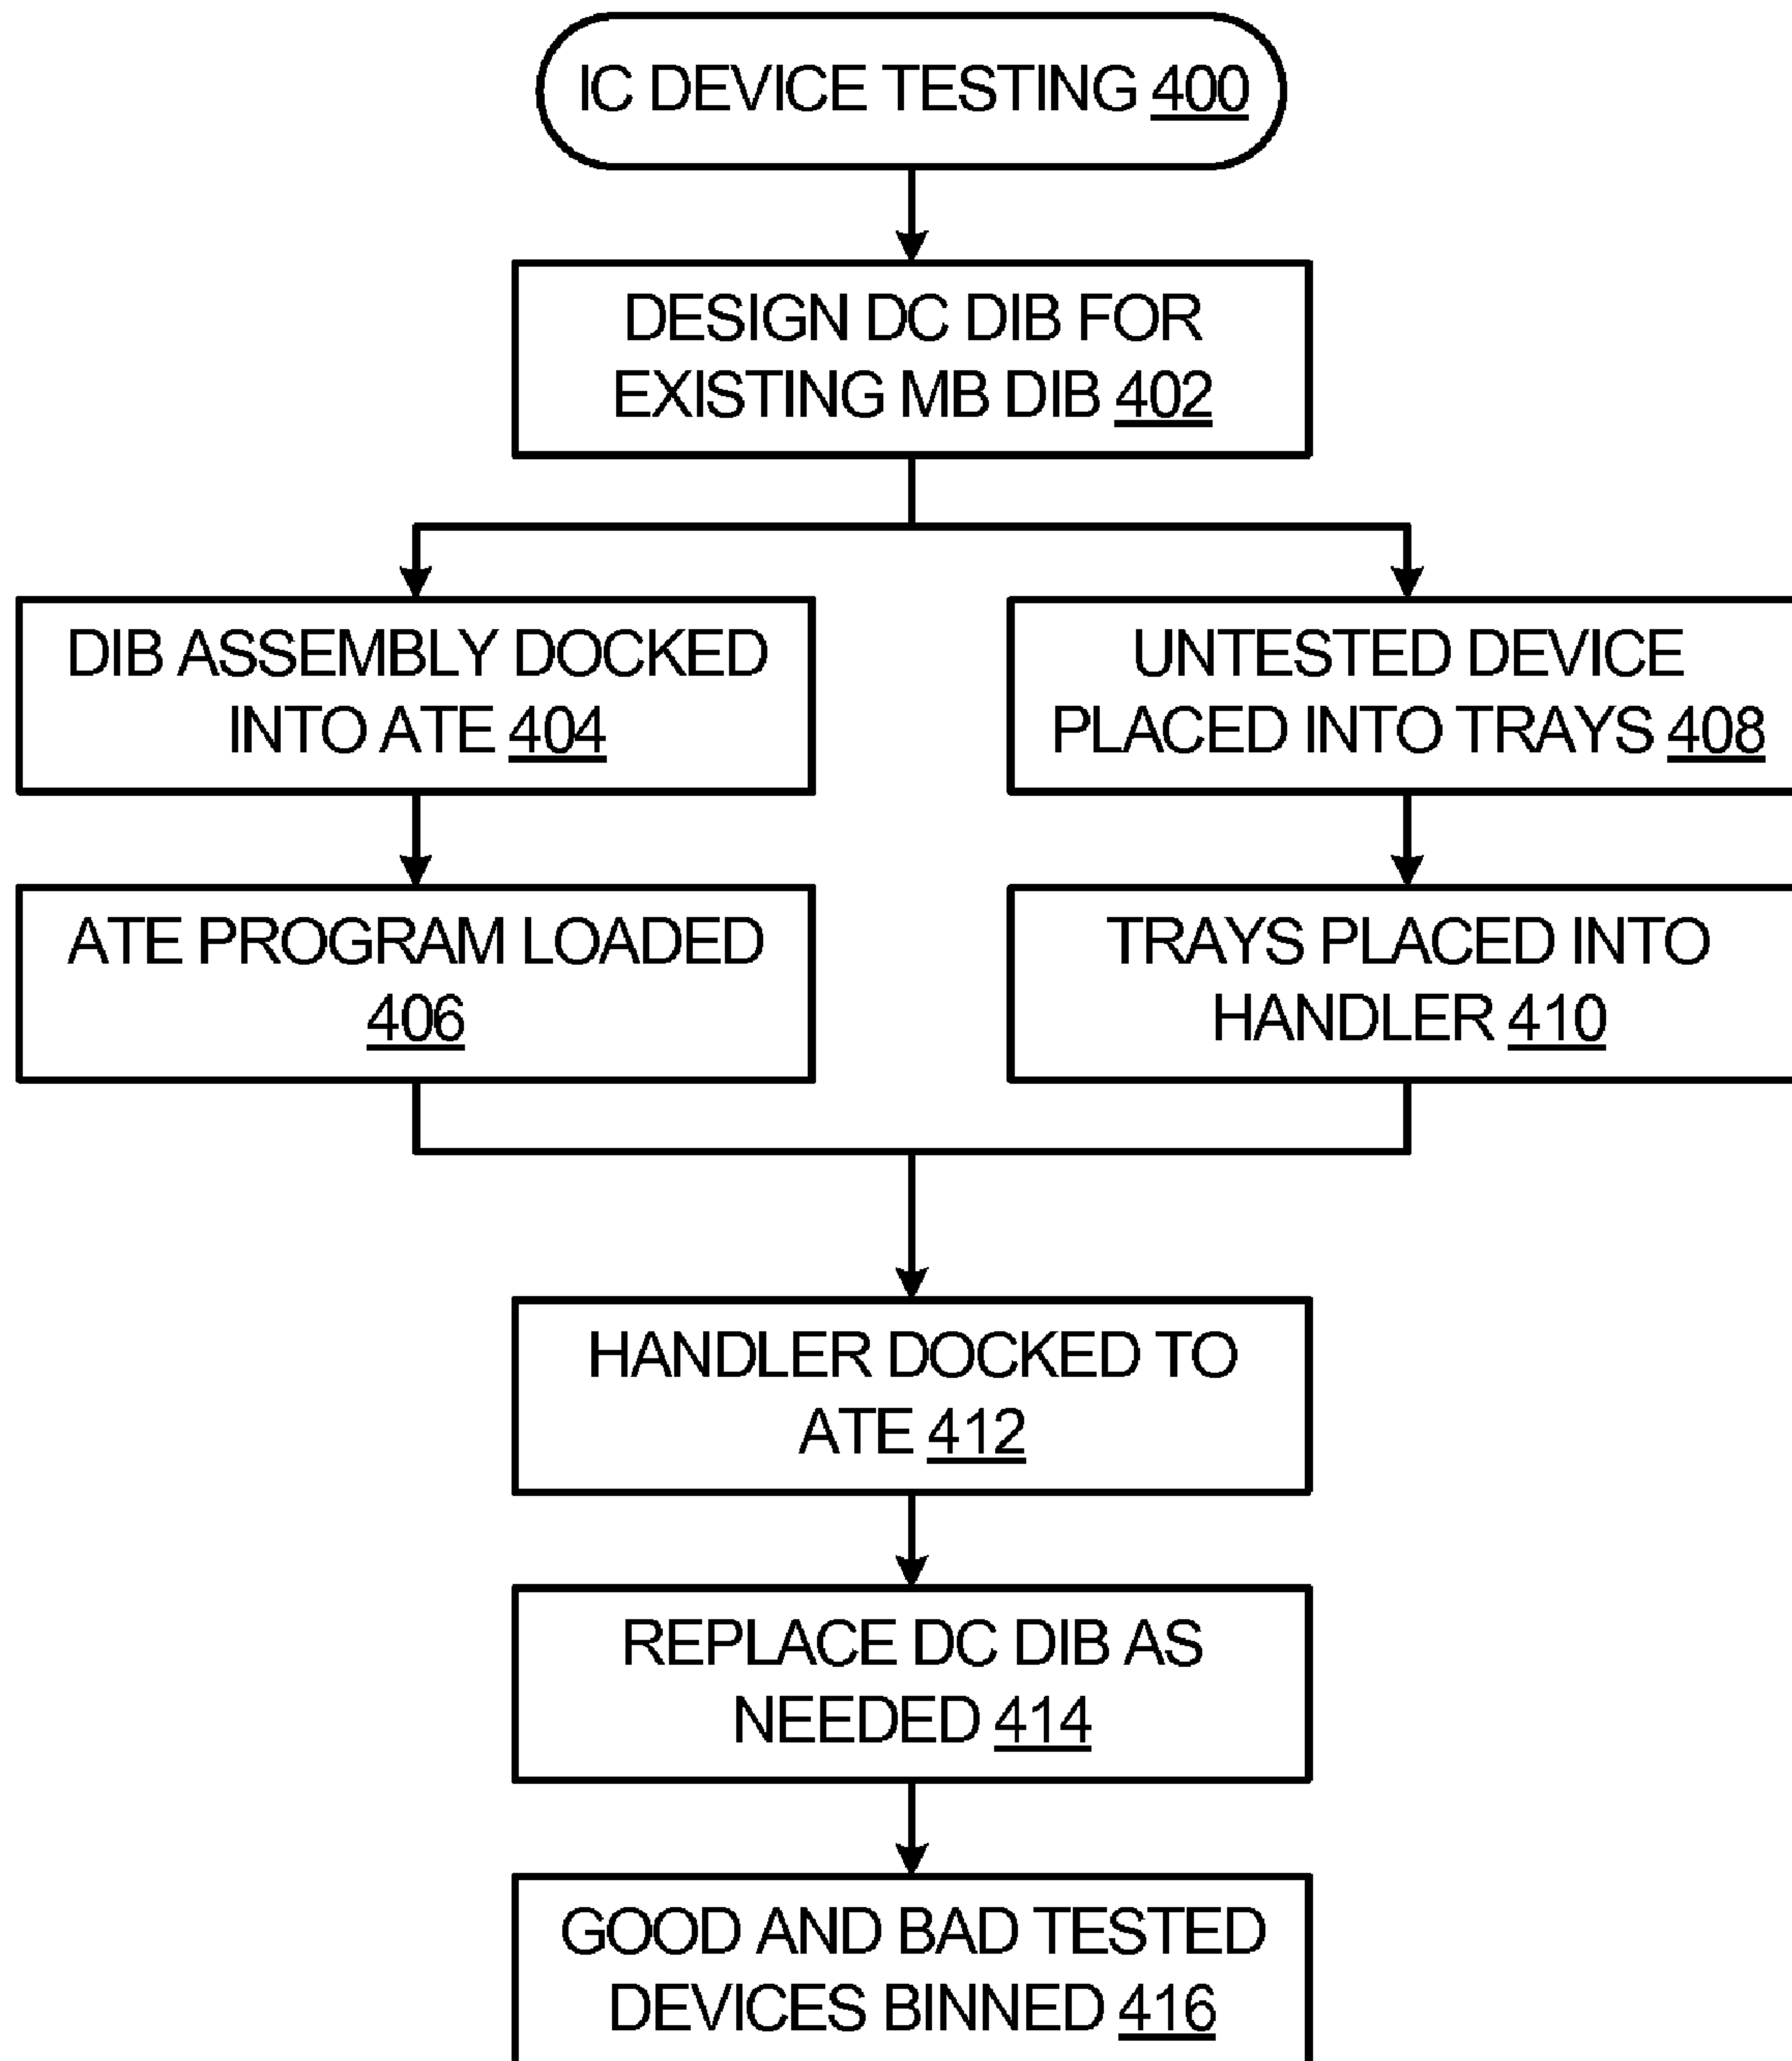 IC DEVICE TESTING 400
DESIGN DC DIB FOR
EXISTING MB DIB 402
DIB ASSEMBLY DOCKED
INTO ATE 404
UNTESTED DEVICE
PLACED INTO TRAYS 408
ATE PROGRAM LOADED
406
TRAYS PLACED INTO
HANDLER 410
HANDLER DOCKED TO
ATE 412
REPLACE DC DIB AS
NEEDED 414
GOOD AND BAD TESTED
DEVICES BINNED 416